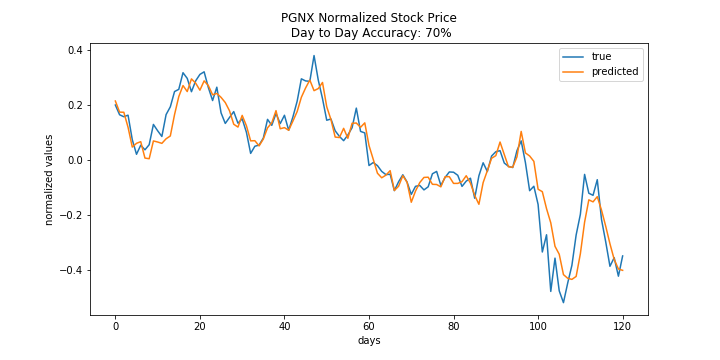 PGNX Normalized Stock Price
Day to Day Accuracy: 70%
true
predicted
0.4
0.2
0.0
−0.2
−0.4
normalized values
0 20 40 60 80 100 120
days